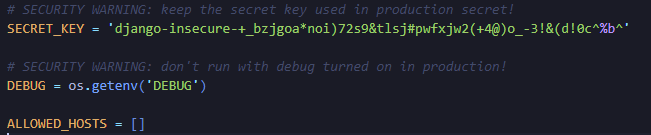 # SECURITY WARNING: keep the secret key used in production secret!
SECRET_KEY = 'django-insecure-+_bzjgoa*noi)72s9&tlsj#pwfxjw2(+4@)o_-3!&(d!0c^%b^'
# SECURITY WARNING: don't run with debug turned on in production!
DEBUG = os.getenv('DEBUG')
ALLOWED_HOSTS = []